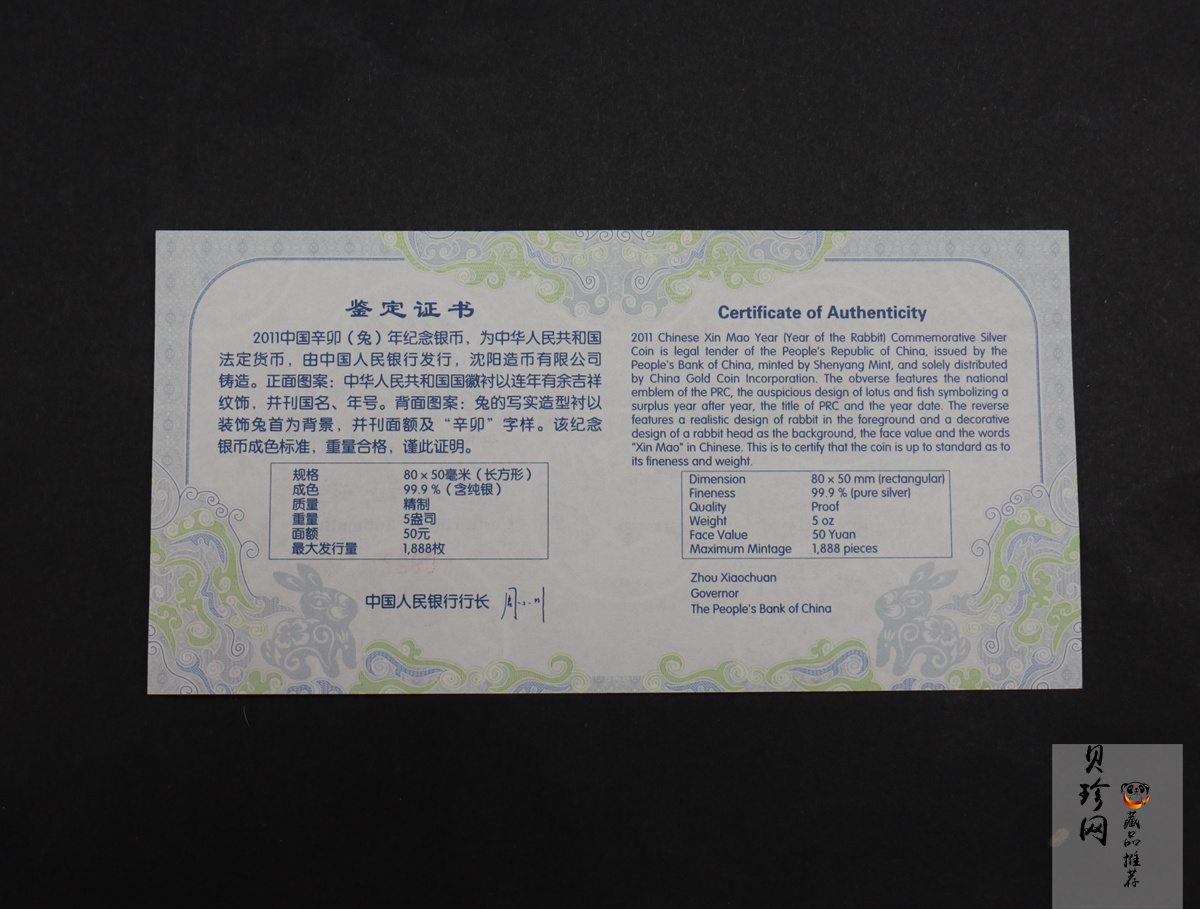 鉴定证书
2011中国辛卯（兔）年纪念银币，为中华人民共和国
法定货币，由中国人民银行发行，沈阳造币有限公司
铸造。正面图案：中华人民共和国国徽衬以连年有余吉祥
纹饰，并刊国名、年号。背面图案：兔的写实造型衬以
装饰兔首为背景，并刊面额及“辛卯”字样。该纪念
银币成色标准，重量合格，谨此证明。
规格 80×50毫米（长方形）
成色 99.9％（含纯银）
质量 精制
重量 5盎司
面额 50元
最大发行量 1,888枚
中国人民银行行长
Certificate of Authenticity
2011 Chinese Xin Mao Year (Year of the Rabbit) Commemorative Silver
Coin is legal tender of the People's Republic of China, issued by the
People's Bank of China, minted by Shenyang Mint, and solely distributed
by China Gold Coin Incorporation. The obverse features the national
emblem of the PRC, the auspicious design of lotus and fish symbolizing a
surplus year after year, the title of PRC and the year date. The reverse
features a realistic design of rabbit in the foreground and a decorative
design of a rabbit head as the background, the face value and the words
"Xin Mao" in Chinese. This is to certify that the coin is up to standard as to
its fineness and weight.
Dimension 80 × 50 mm (rectangular)
Fineness 99.9 % (pure silver)
Quality Proof
Weight 5 oz
Face Value 50 Yuan
Maximum Mintage 1,888 pieces
Zhou Xiaochuan
Governor
The People's Bank of China
贝珍网
藏品推荐